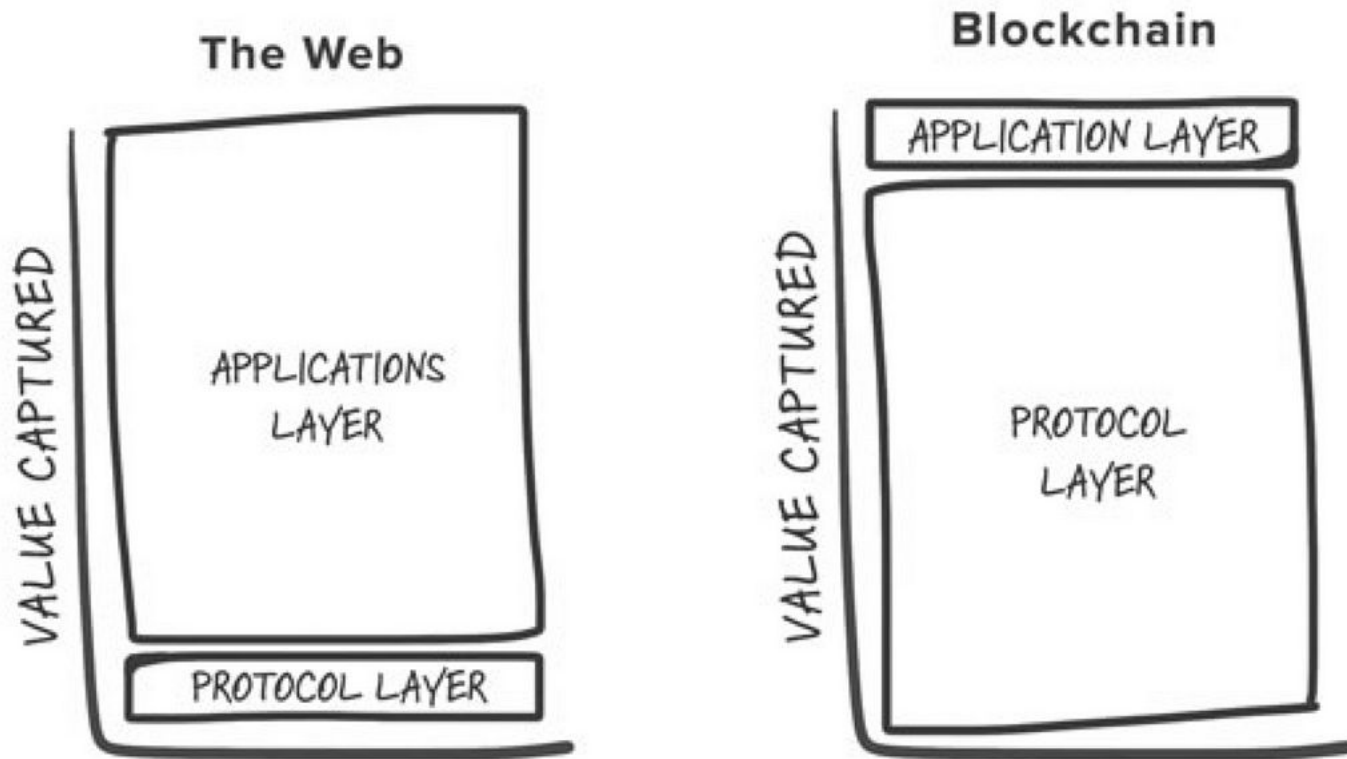 The Web
VALUE CAPTURED
APPLICATIONS
LAYER
PROTOCOL LAYER
Blockchain
VALUE CAPTURED
APPLICATION LAYER
PROTOCOL
LAYER